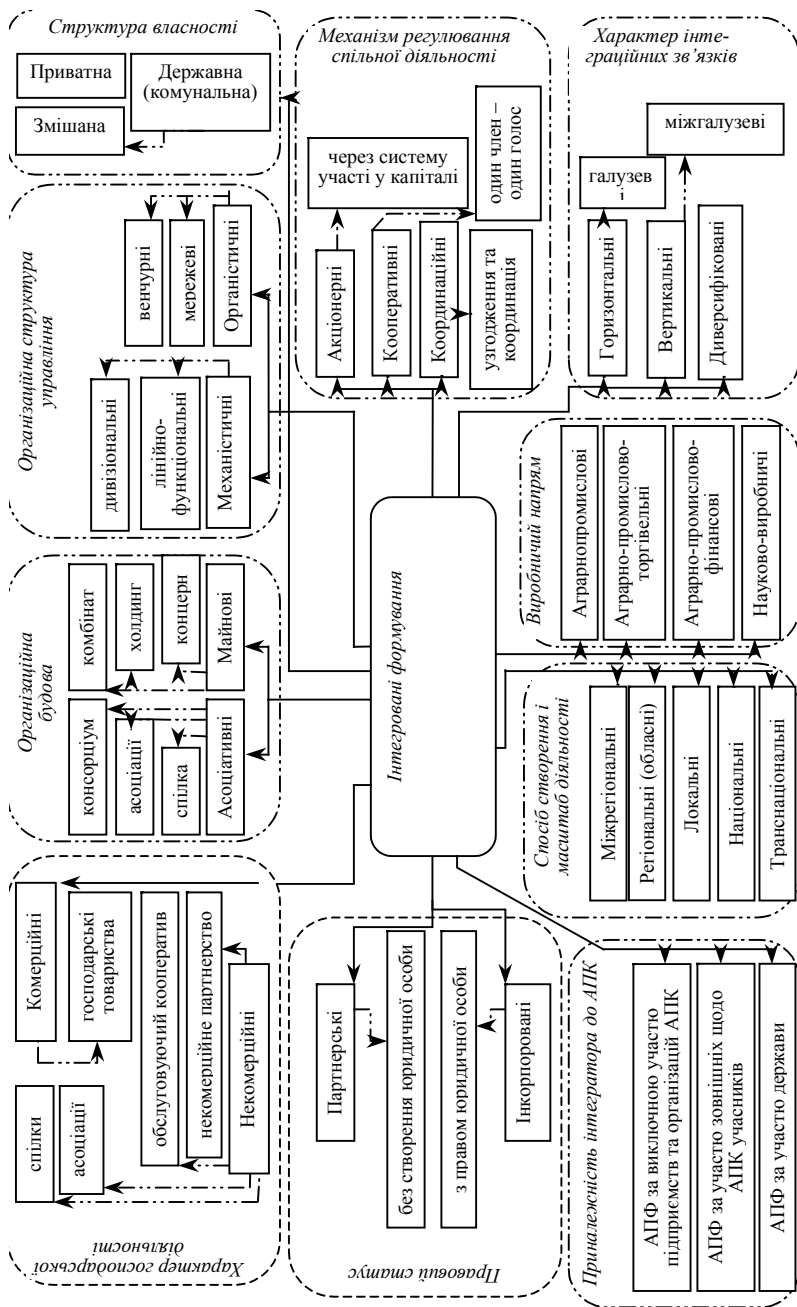 Характер господарської
діяльності
спілки
асоціації
Комерційні
господарські
товариства
обслуговуючий кооператив
некомерційне партнерство
Некомерційні
Організаційна
будова
консорціум
асоціації
спілка
Асоціативні
комбінат
холдинг
концерн
Майнові
Організаційна структура
управління
дивізіональні
лінійно-
функціональні
Механістичні
венчурні
мережеві
Органістичні
Структура власності
Змішана
Приватна
Державна
(комунальна)
Правовий статус
Партнерські
без створення юридичної особи
з правом юридичної особи
Інкорпоровані
Інтегровані формування
Механізм регулювання
спільної діяльності
Акціонерні
Кооперативні
Координаційні
через систему
участі у капіталі
один член –
один голос
узгодження та
координація
Приналежність інтегратора до АПК
АПФ за виключною участю
підприємств та організацій АПК
АПФ за участю зовнішніх щодо
АПК учасників
АПФ за участю держави
Спосіб створення і
масштаб діяльності
Міжрегіональні
Регіональні (обласні)
Локальні
Національні
Транснаціональні
Виробничий напрям
Аграрнопромислові
Аграрно-промислово-
торгівельні
Аграрно-промислово-
фінансові
Науково-виробничі
Характер інте-
граційних зв’язків
Горизонтальні
Вертикальні
Диверсифіковані
галузев
і
міжгалузеві